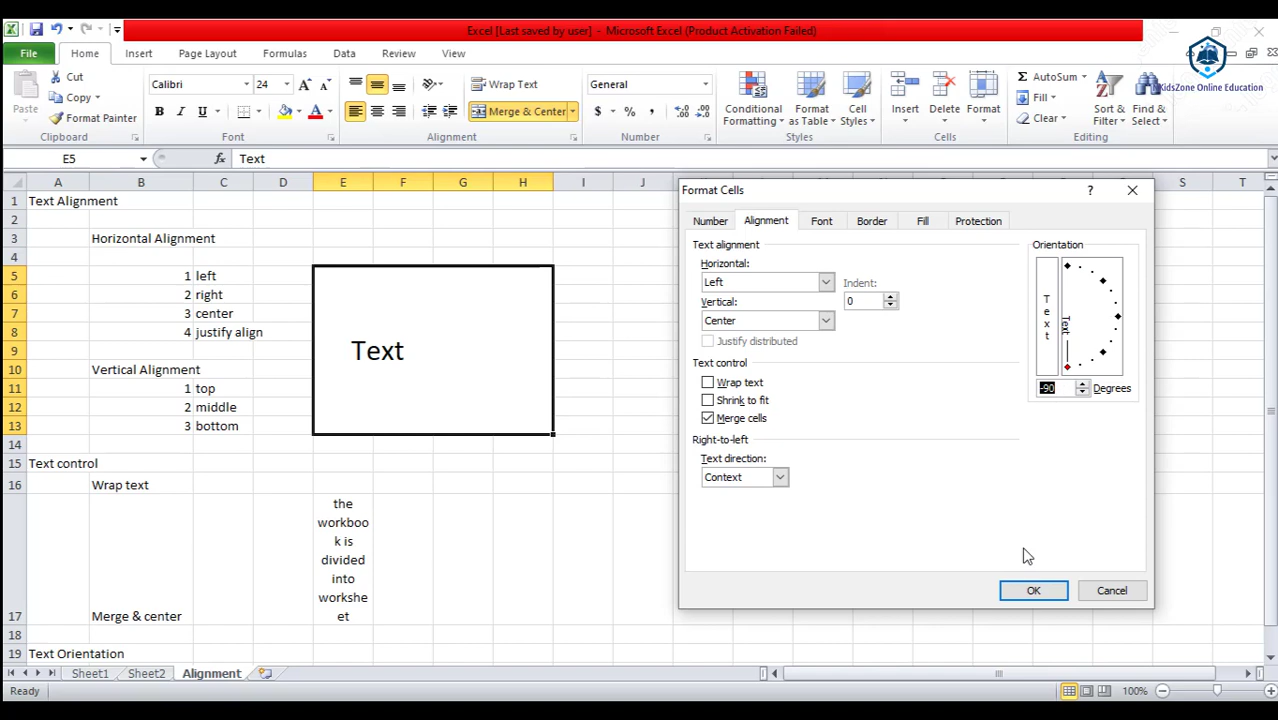 Excel [Last saved by user] - Microsoft Excel (Product Activation Failed)
File Home Insert Page Layout Formulas Data Review View
KidsZone Online Education
Paste
Cut
Copy
Format Painter
Clipboard
Calibri 24
B I U
Font
Wrap Text
Merge & Center
Alignment
General
$ % ,
Number
Conditional Formatting
Format as Table
Cell Styles
Styles
Insert Delete Format
Cells
AutoSum
Fill
Clear
Sort & Filter
Find & Select
Editing
E5 fx Text
A B C D E F G H I J S T
1 Text Alignment
2
3 Horizontal Alignment
4
5 1 left
6 2 right
7 3 center
8 4 justify align
9
10 Vertical Alignment
11 1 top
12 2 middle
13 3 bottom
14
15 Text control
16 Wrap text
17 Merge & center
18
19 Text Orientation
Text
the
workboo
k is
divided
into
workshe
et
Format Cells
Number Alignment Font Border Fill Protection
Text alignment
Horizontal:
Left
Indent:
0
Vertical:
Center
Justify distributed
Text control
Wrap text
Shrink to fit
Merge cells
Right-to-left
Text direction:
Context
Orientation
Text
Text
-90 Degrees
OK Cancel
Sheet1 Sheet2 Alignment
Ready 100%